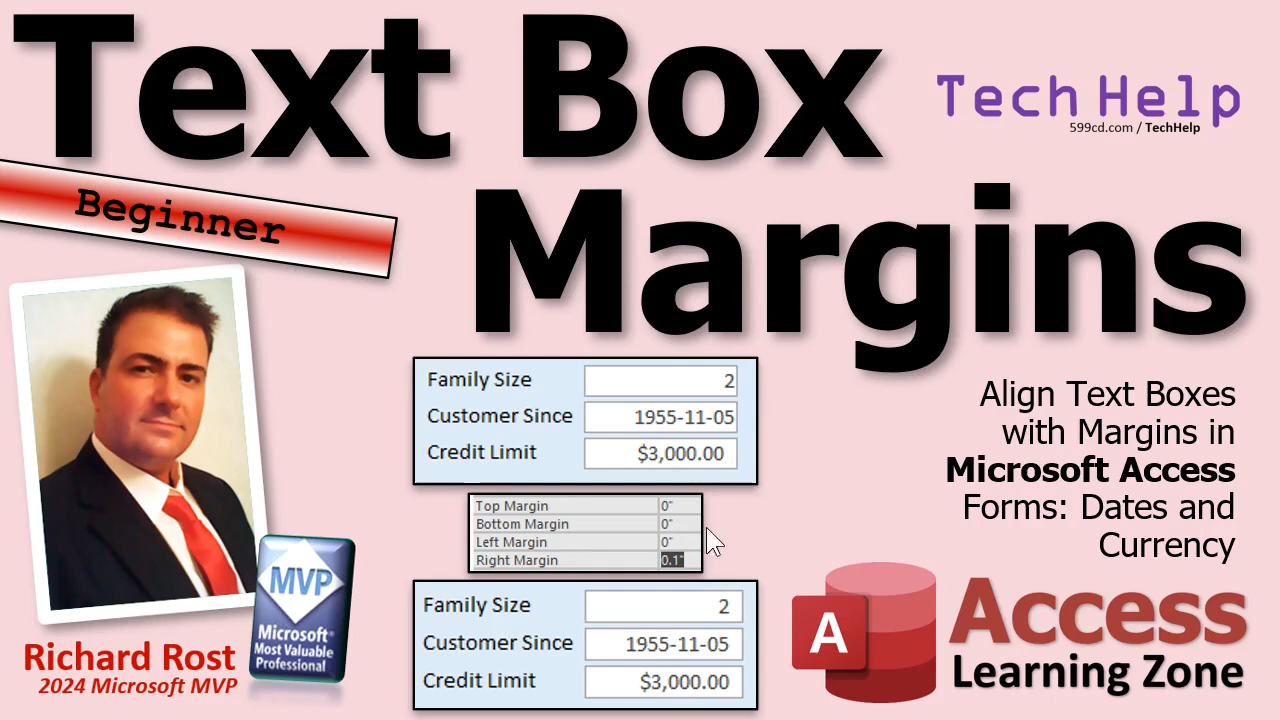 Text Box
Margins
Tech Help
599cd.com / TechHelp
Beginner
Family Size 2
Customer Since 1955-11-05
Credit Limit $3,000.00
Top Margin 0"
Bottom Margin 0"
Left Margin 0"
Right Margin 0.1"
Family Size 2
Customer Since 1955-11-05
Credit Limit $3,000.00
Align Text Boxes
with Margins in
Microsoft Access
Forms: Dates and
Currency
MVP
Microsoft®
Most Valuable
Professional
Richard Rost
2024 Microsoft MVP
A
Access
Learning Zone